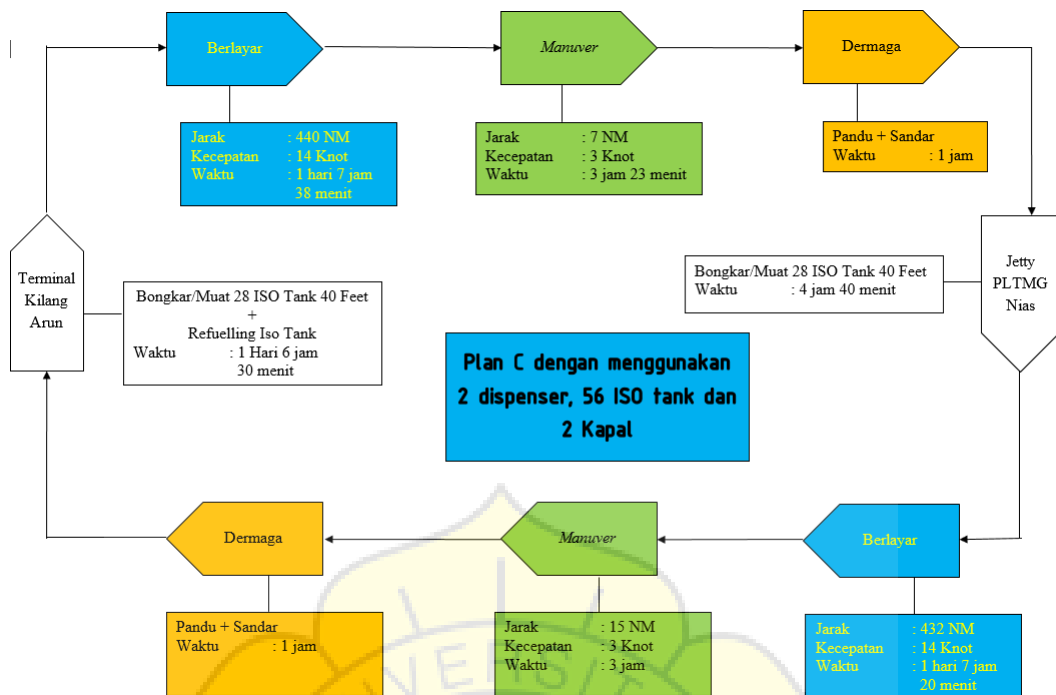 Berlayar
Manuver
Dermaga
Jarak : 440 NM
Kecepatan : 14 Knot
Waktu : 1 hari 7 jam
38 menit
Jarak : 7 NM
Kecepatan : 3 Knot
Waktu : 3 jam 23 menit
Pandu + Sandar
Waktu : 1 jam
Terminal
Kilang
Arun
Bongkar/Muat 28 ISO Tank 40 Feet
+
Refuelling Iso Tank
Waktu : 1 Hari 6 jam
30 menit
Bongkar/Muat 28 ISO Tank 40 Feet
Waktu : 4 jam 40 menit
Jetty
PLTMG
Nias
Plan C dengan menggunakan
2 dispenser, 56 ISO tank dan
2 Kapal
Dermaga
Manuver
Berlayar
Pandu + Sandar
Waktu : 1 jam
Jarak : 15 NM
Kecepatan : 3 Knot
Waktu : 3 jam
Jarak : 432 NM
Kecepatan : 14 Knot
Waktu : 1 hari 7 jam
20 menit